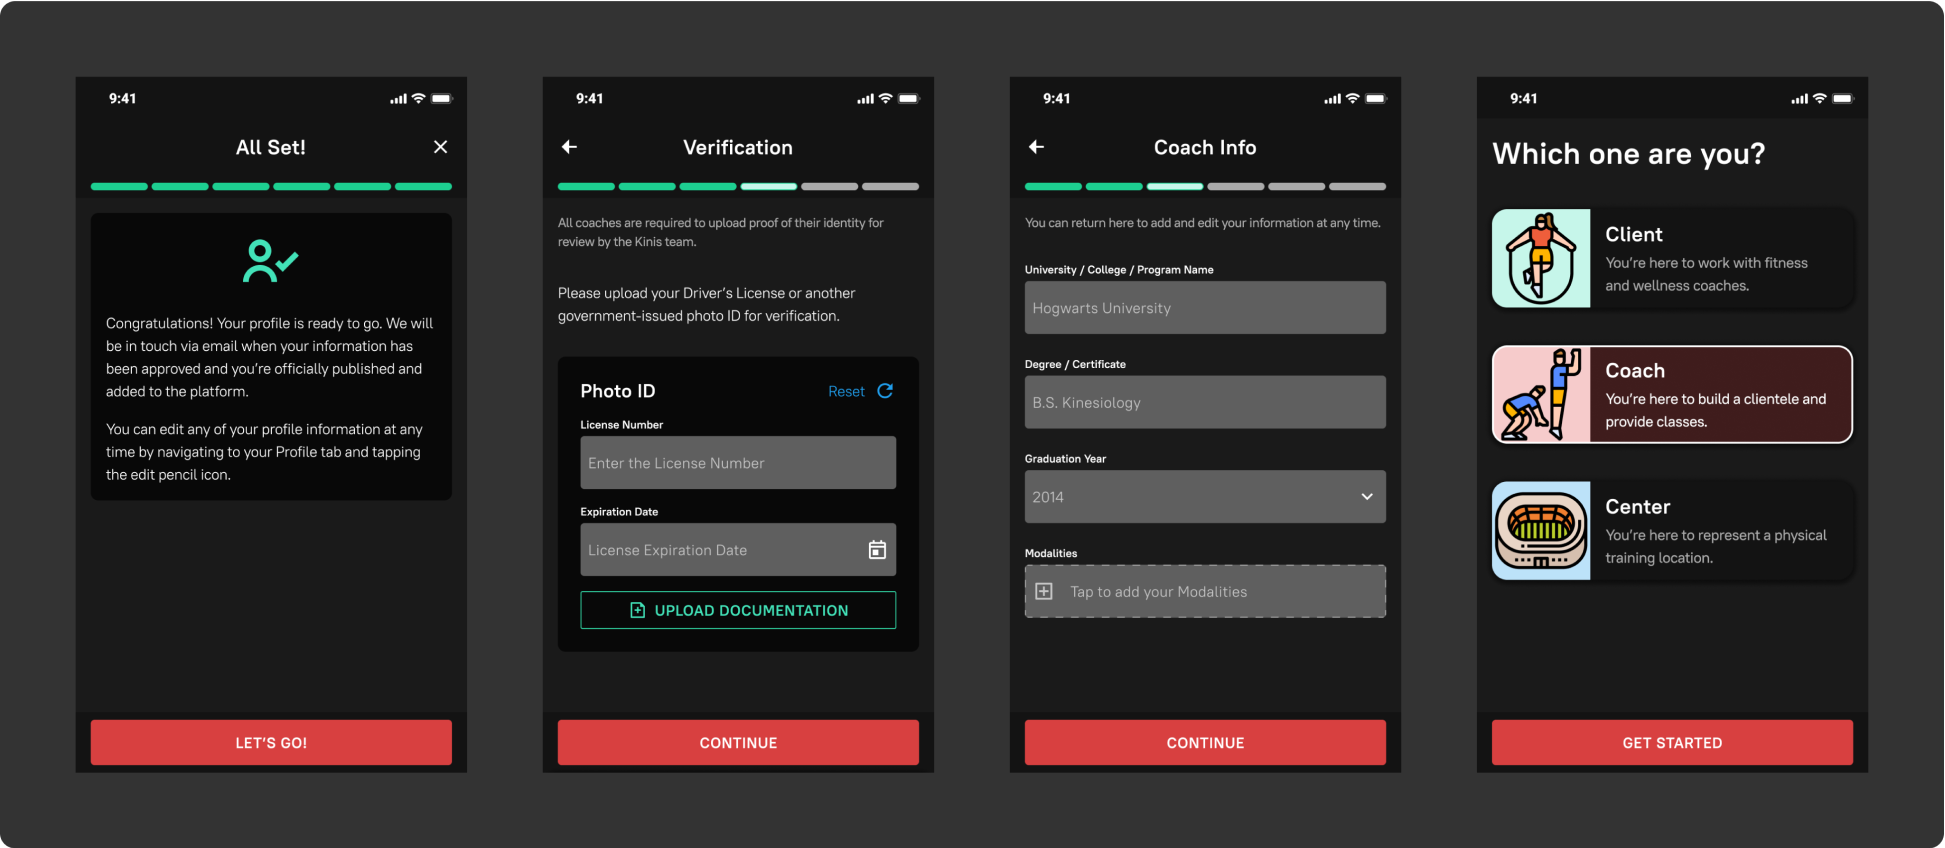 9:41
All Set!
Congratulations! Your profile is ready to go. We will
be in touch via email when your information has
been approved and you’re officially published and
added to the platform.
You can edit any of your profile information at any
time by navigating to your Profile tab and tapping
the edit pencil icon.
LET’S GO!
9:41
Verification
All coaches are required to upload proof of their identity for
review by the Kinis team.
Please upload your Driver’s License or another
government-issued photo ID for verification.
Photo ID
Reset
License Number
Enter the License Number
Expiration Date
License Expiration Date
UPLOAD DOCUMENTATION
CONTINUE
9:41
Coach Info
You can return here to add and edit your information at any time.
University / College / Program Name
Hogwarts University
Degree / Certificate
B.S. Kinesiology
Graduation Year
2014
Modalities
Tap to add your Modalities
CONTINUE
9:41
Which one are you?
Client
You’re here to work with fitness
and wellness coaches.
Coach
You’re here to build a clientele and
provide classes.
Center
You’re here to represent a physical
training location.
GET STARTED